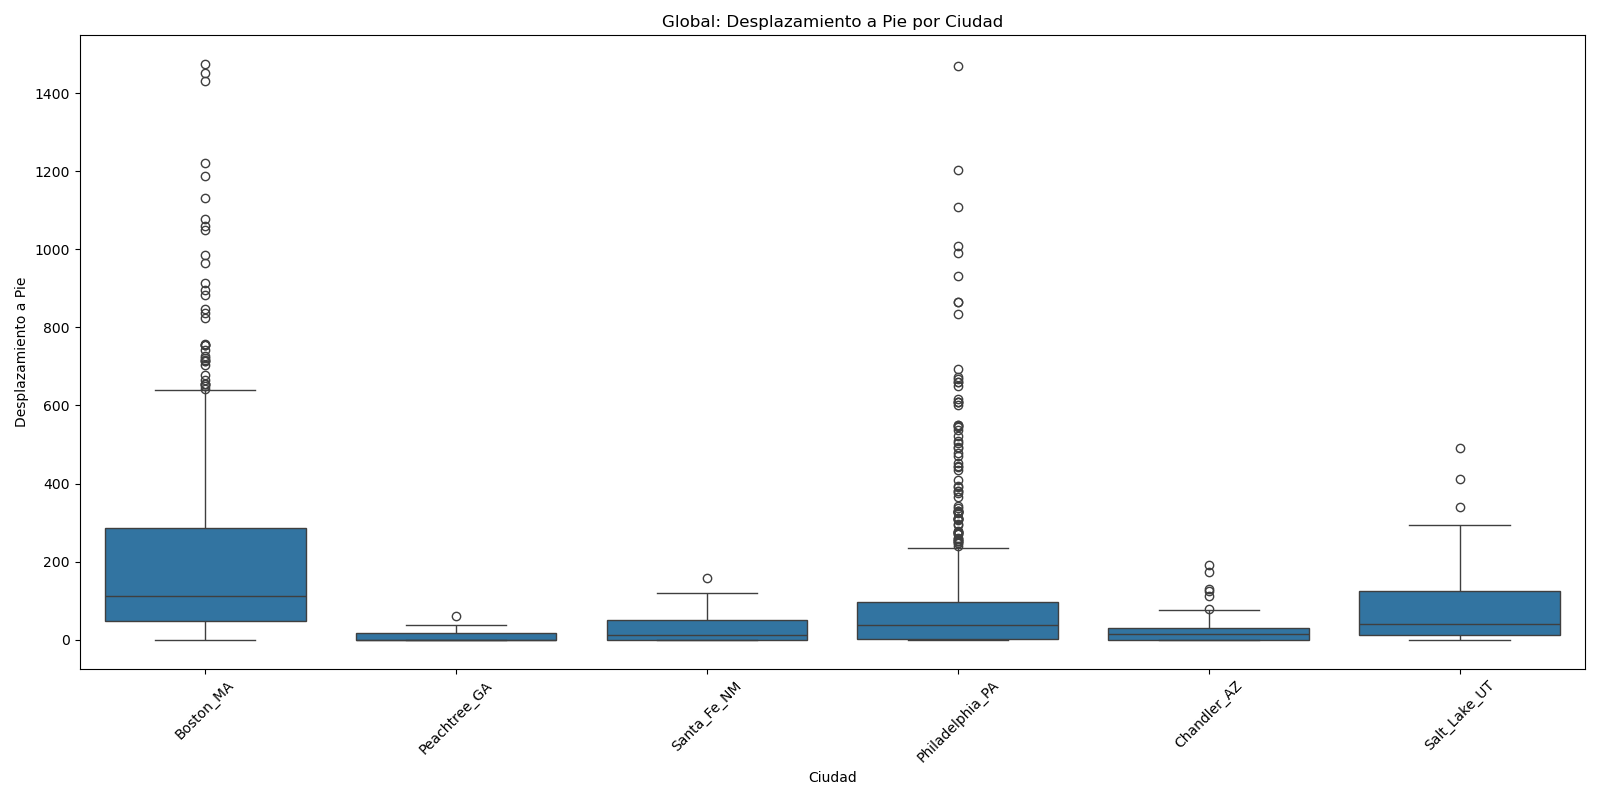 Global: Desplazamiento a Pie por Ciudad
Desplazamiento a Pie
1400
1200
1000
800
600
400
200
0
Boston_MA
Peachtree_GA
Santa_Fe_NM
Philadelphia_PA
Chandler_AZ
Salt_Lake_UT
Ciudad